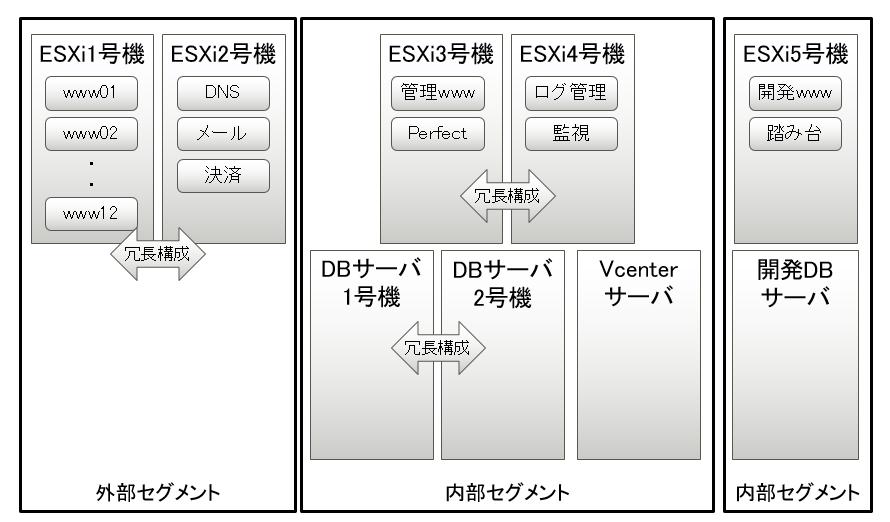 ESXi1号機
www01
www02
・
・
www12
ESXi2号機
DNS
メール
決済
冗長構成
外部セグメント
ESXi3号機
管理www
Perfect
ESXi4号機
ログ管理
監視
冗長構成
DBサーバ
1号機
DBサーバ
2号機
冗長構成
Vcenter
サーバ
内部セグメント
ESXi5号機
開発www
踏み台
開発DB
サーバ
内部セグメント